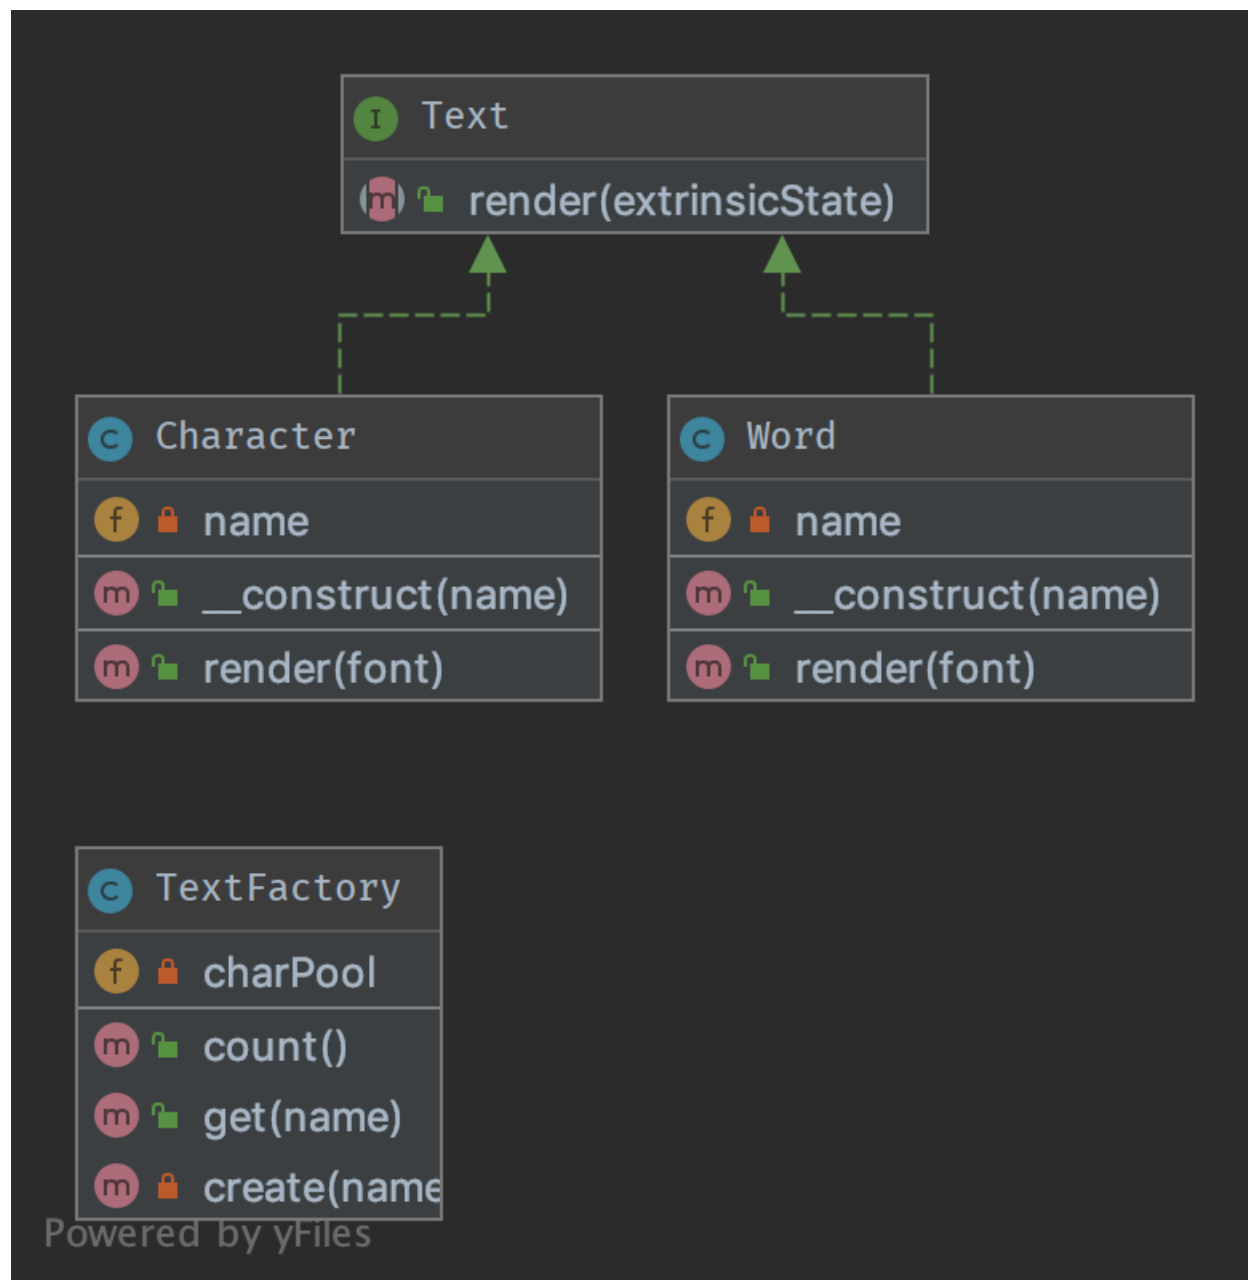 I Text
m render(extrinsicState)
C Character
f name
m __construct(name)
m render(font)
C Word
f name
m __construct(name)
m render(font)
C TextFactory
f charPool
m count()
m get(name)
m create(name
Powered by yFiles